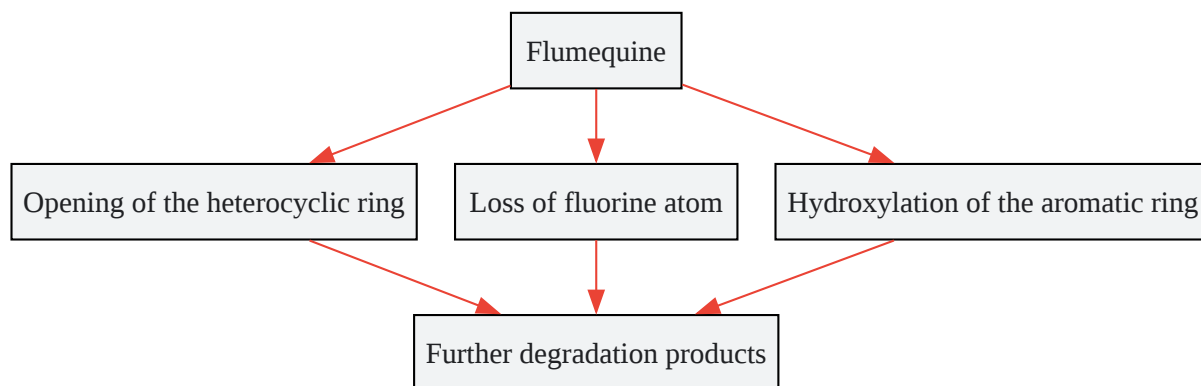 Flumequine
Opening of the heterocyclic ring
Loss of fluorine atom
Hydroxylation of the aromatic ring
Further degradation products